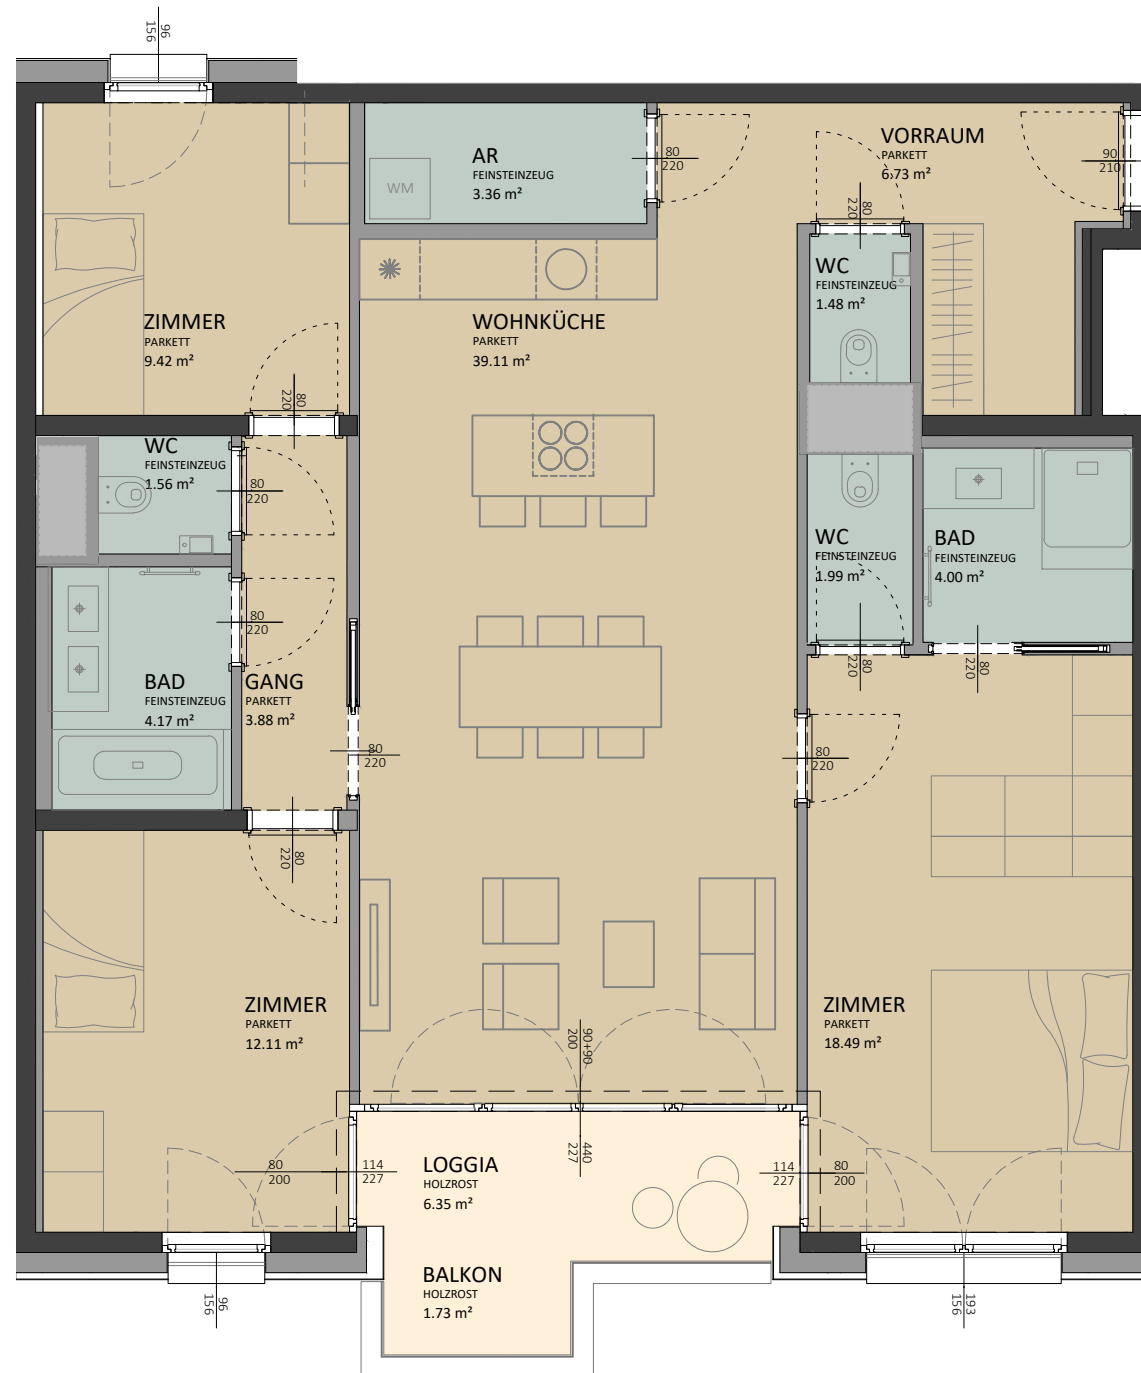 96
156
AR
FEINSTEINZEUG
3.36 m²
WM
80
220
VORRAUM
PARKETT
6.73 m²
90
210
80
220
WC
FEINSTEINZEUG
1.48 m²
ZIMMER
PARKETT
9.42 m²
WOHNKÜCHE
PARKETT
39.11 m²
80
220
WC
FEINSTEINZEUG
1.56 m²
80
220
WC
FEINSTEINZEUG
1.99 m²
BAD
FEINSTEINZEUG
4.00 m²
80
220
80
220
80
220
BAD
FEINSTEINZEUG
4.17 m²
GANG
PARKETT
3.88 m²
80
220
80
220
80
220
ZIMMER
PARKETT
12.11 m²
ZIMMER
PARKETT
18.49 m²
90+90
200
440
227
80
200
114
227
LOGGIA
HOLZROST
6.35 m²
114
227
80
200
BALKON
HOLZROST
1.73 m²
96
156
193
156